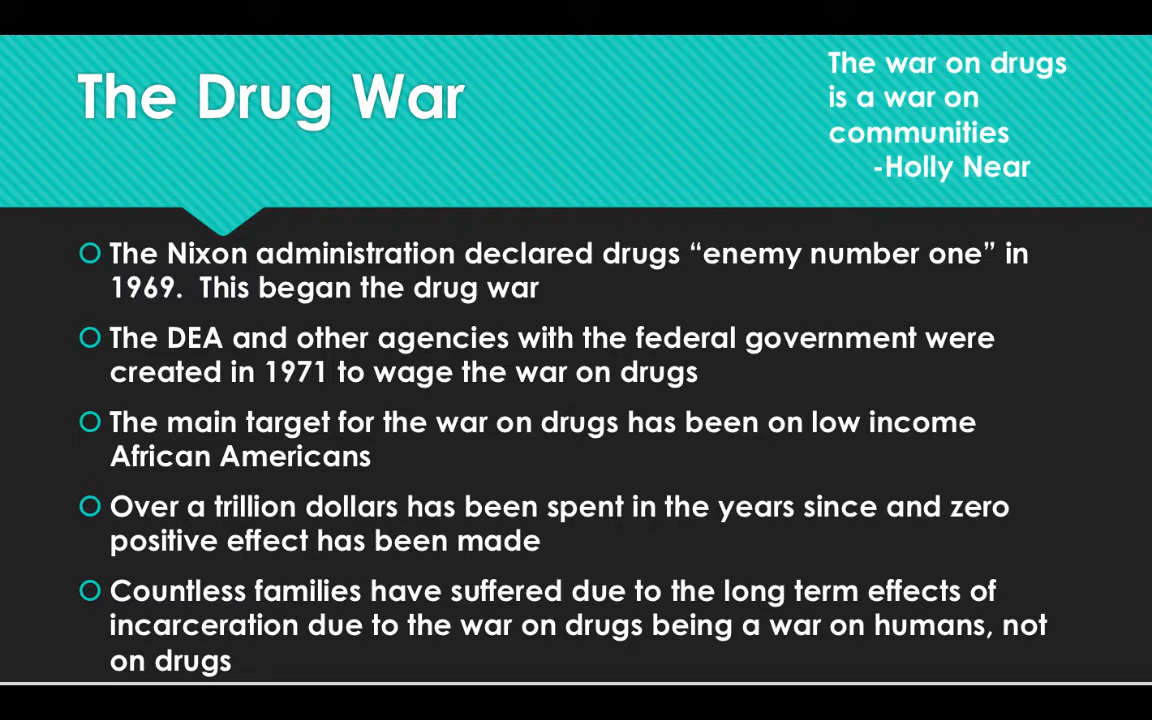 The Drug War
The war on drugs
is a war on
communities
-Holly Near
The Nixon administration declared drugs “enemy number one” in
1969.  This began the drug war
The DEA and other agencies with the federal government were
created in 1971 to wage the war on drugs
The main target for the war on drugs has been on low income
African Americans
Over a trillion dollars has been spent in the years since and zero
positive effect has been made
Countless families have suffered due to the long term effects of
incarceration due to the war on drugs being a war on humans, not
on drugs